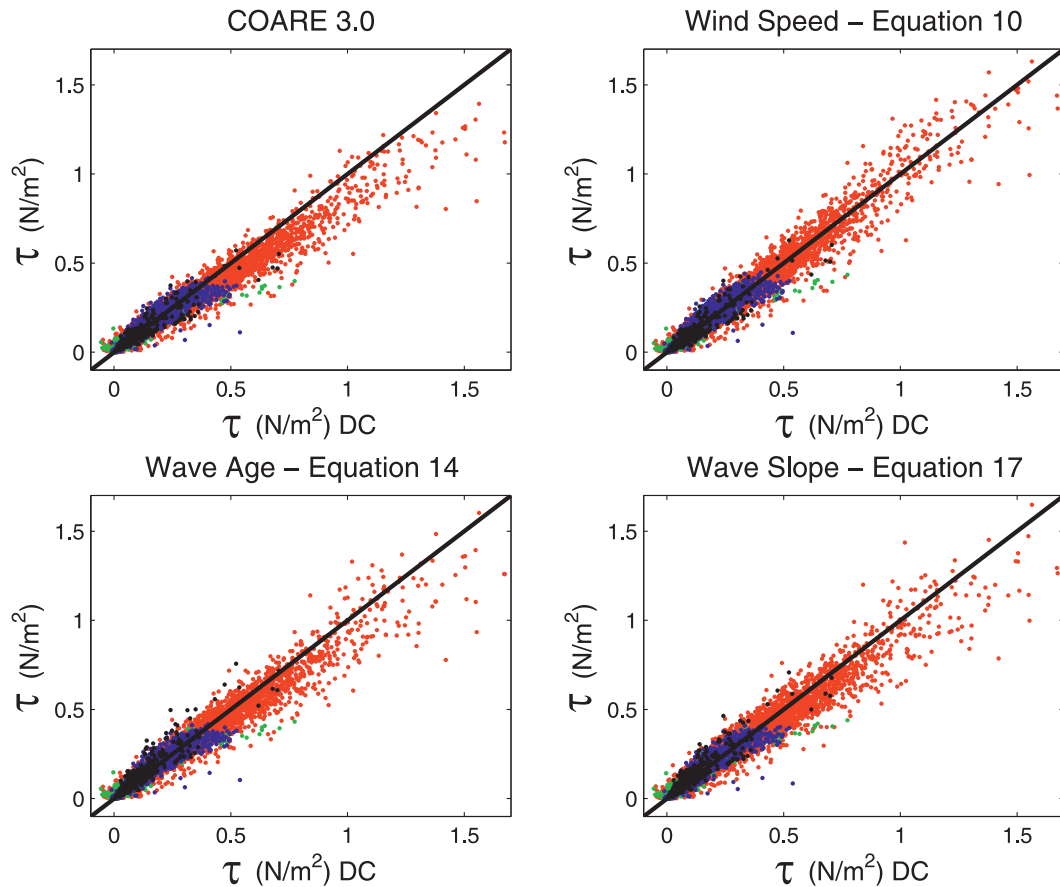 COARE 3.0
Wind Speed – Equation 10
1.5
1
0.5
0
τ (N/m²)
0 0.5 1 1.5
τ (N/m²) DC
1.5
1
0.5
0
τ (N/m²)
0 0.5 1 1.5
τ (N/m²) DC
Wave Age – Equation 14
Wave Slope – Equation 17
1.5
1
0.5
0
τ (N/m²)
0 0.5 1 1.5
τ (N/m²) DC
1.5
1
0.5
0
τ (N/m²)
0 0.5 1 1.5
τ (N/m²) DC